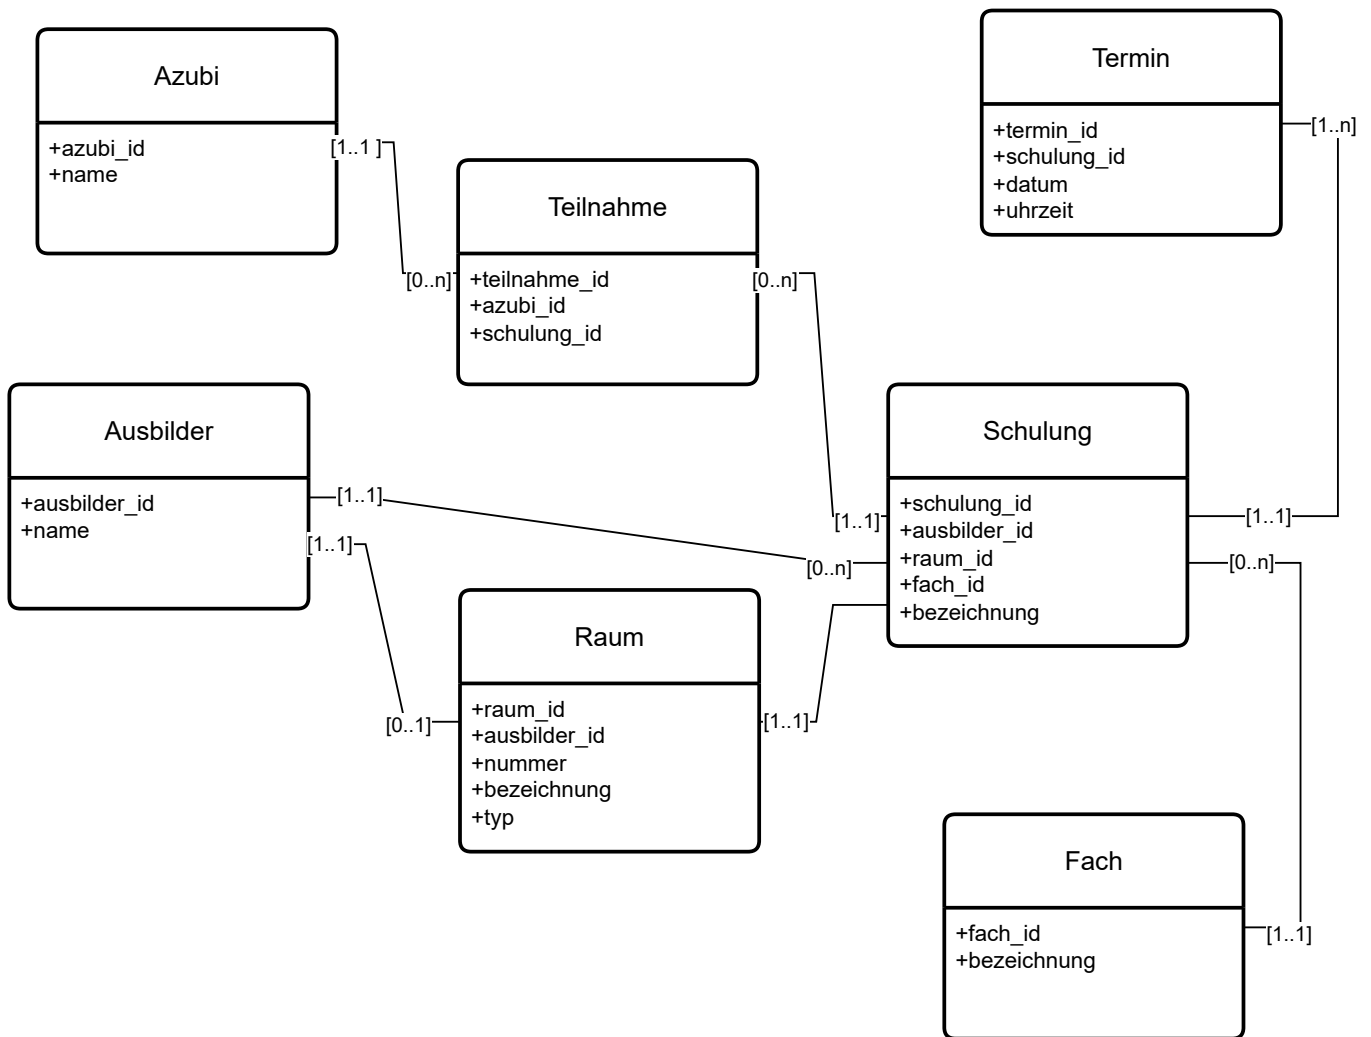 Azubi
+azubi_id
+name
[1..1 ]
Termin
+termin_id
+schulung_id
+datum
+uhrzeit
[1..n]
Teilnahme
[0..n]
+teilnahme_id
+azubi_id
+schulung_id
[0..n]
Ausbilder
+ausbilder_id
+name
[1..1]
[1..1]
Schulung
+schulung_id
+ausbilder_id
+raum_id
+fach_id
+bezeichnung
[1..1]
[0..n]
[1..1]
[0..n]
Raum
+raum_id
+ausbilder_id
+nummer
+bezeichnung
+typ
[0..1]
[1..1]
Fach
+fach_id
+bezeichnung
[1..1]